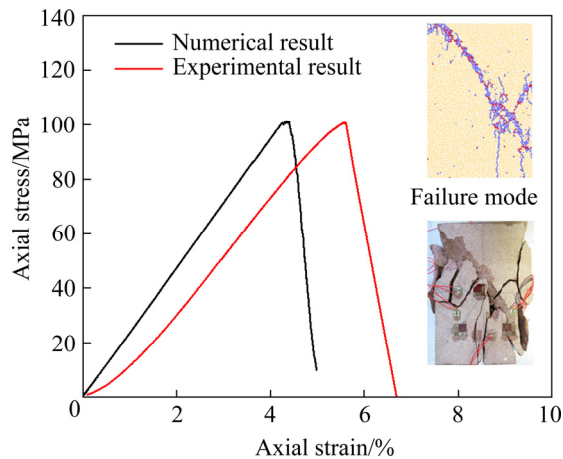 140
120
100
80
60
40
20
0
2
4
6
8
10
Axial stress/MPa
Axial strain/%
Numerical result
Experimental result
Failure mode